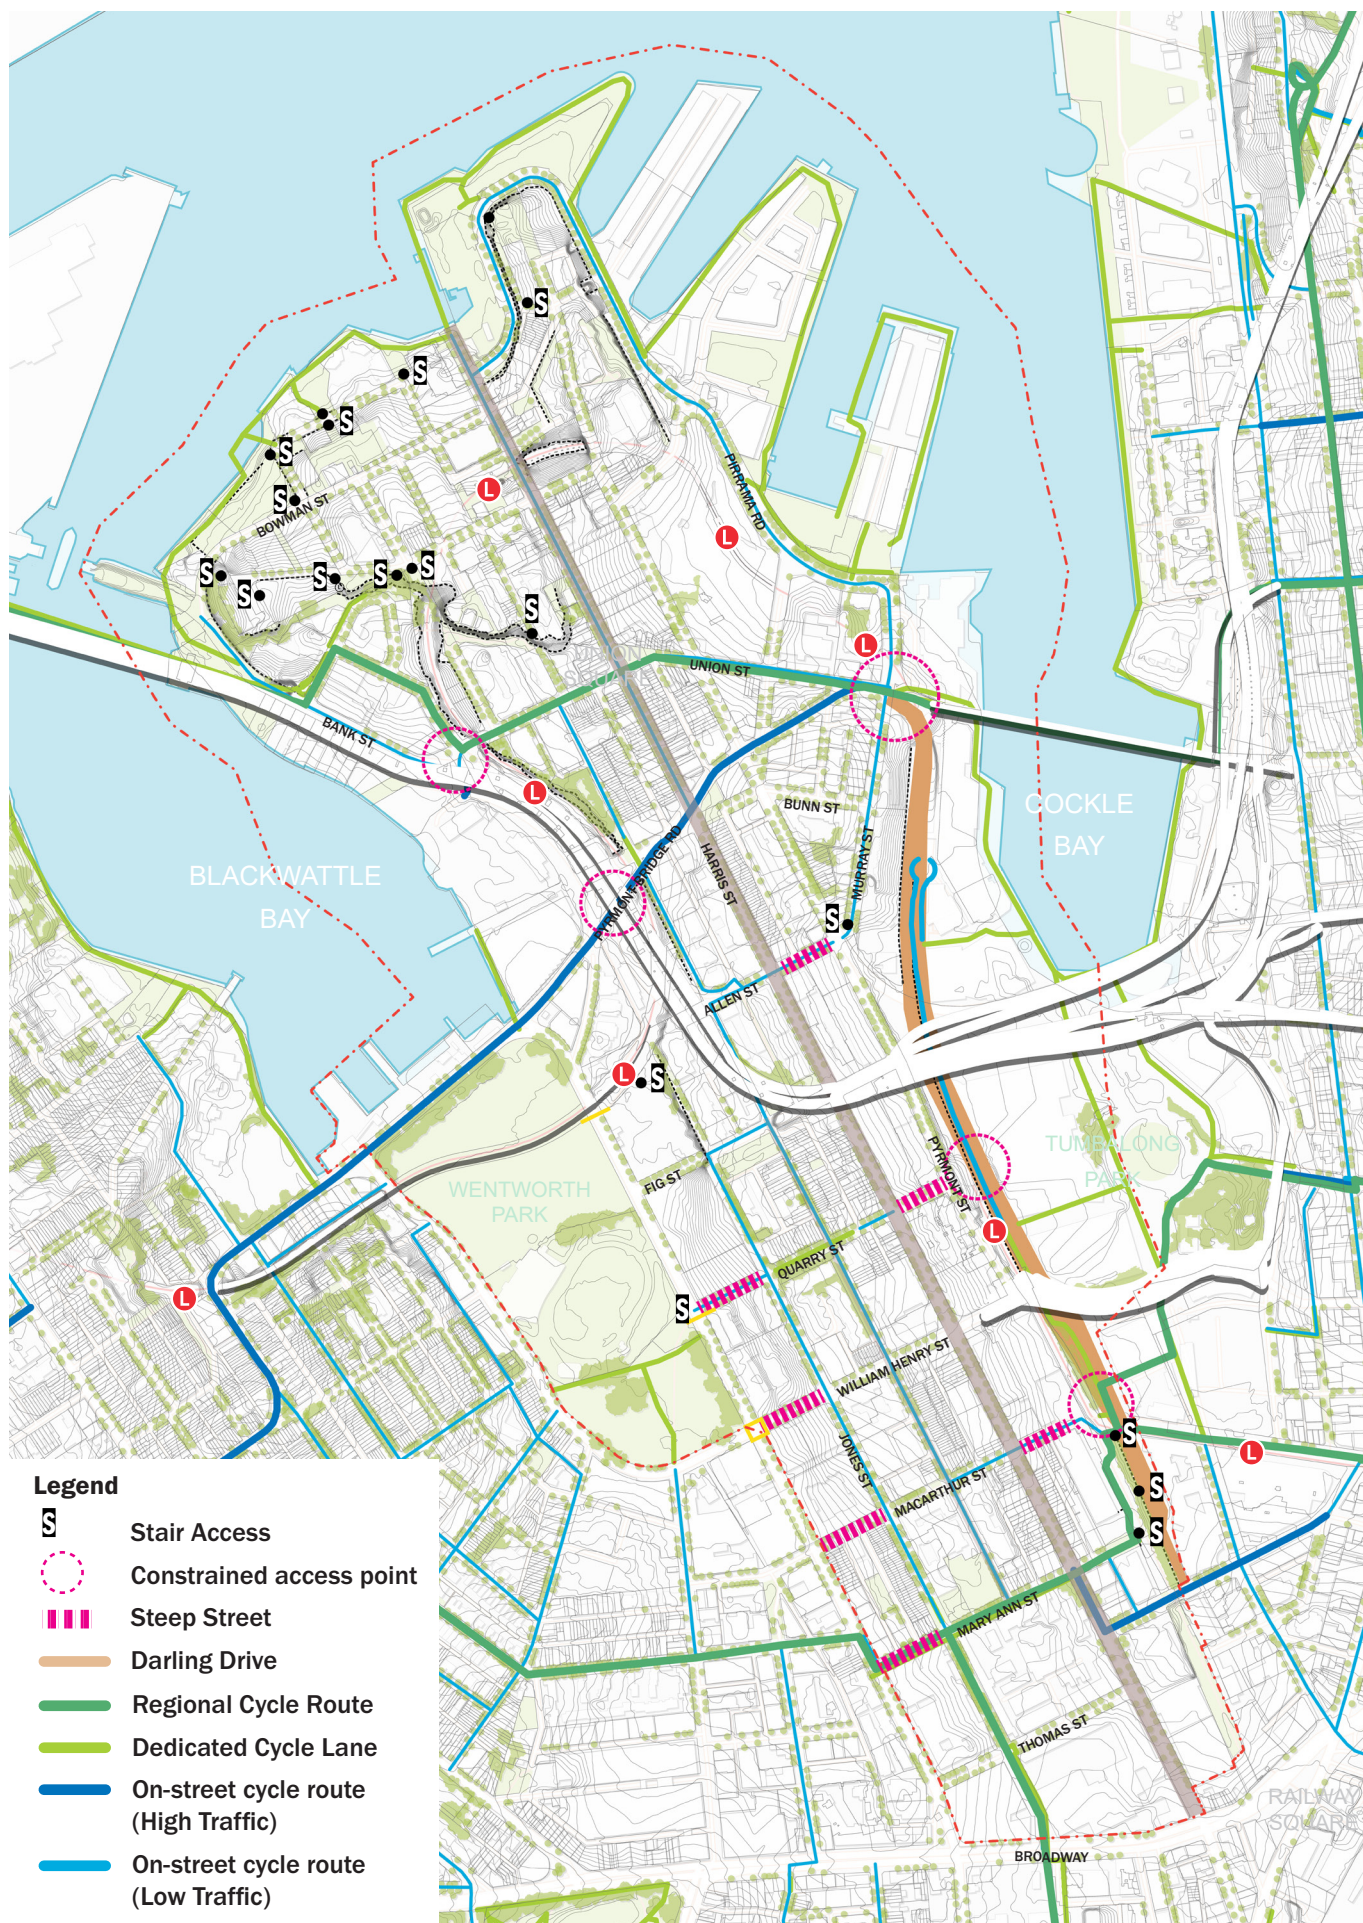 S
S
S
S
L
S
BOWMAN ST
PIRRAMA RD
L
S
S
S
S
S
S
L
UNION
SQUARE
UNION ST
BANK ST
L
BUNN ST
COCKLE
BAY
MURRAY ST
HARRIS ST
PYRMONT BRIDGE RD
BLACKWATTLE
BAY
S
ALLEN ST
L
S
PYRMONT ST
TUMBALONG
PARK
FIG ST
WENTWORTH
PARK
L
QUARRY ST
L
S
WILLIAM HENRY ST
JONES ST
S
L
MACARTHUR ST
S
S
MARY ANN ST
THOMAS ST
RAILWAY
SQUARE
BROADWAY
Legend
S
Stair Access
Constrained access point
Steep Street
Darling Drive
Regional Cycle Route
Dedicated Cycle Lane
On-street cycle route
(High Traffic)
On-street cycle route
(Low Traffic)